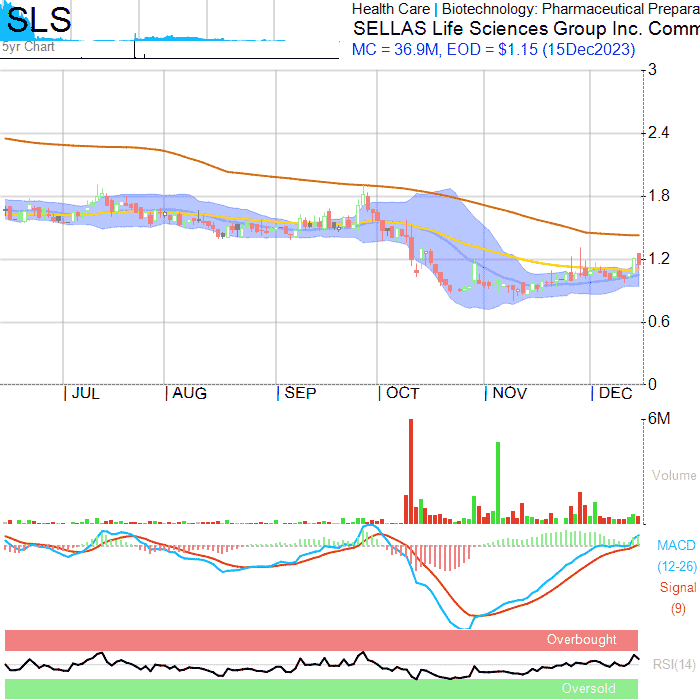 SLS
5yr Chart
Health Care | Biotechnology: Pharmaceutical Prepara
SELLAS Life Sciences Group Inc. Comm
MC = 36.9M, EOD = $1.15 (15Dec2023)
3
2.4
1.8
1.2
0.6
0
JUL AUG SEP OCT NOV DEC
6M
Volume
MACD
(12-26)
Signal
(9)
Overbought
RSI(14)
Oversold